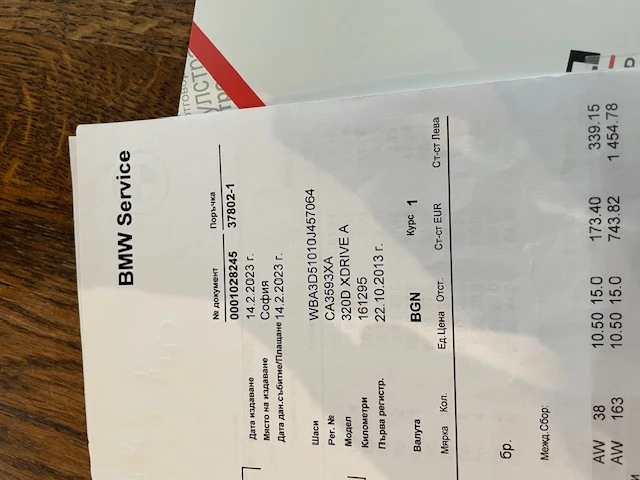 BMW Service
№ документ Поръчка
0001028245 37802-1
Дата издаване 14.2.2023 г.
Място на издаване София
Дата дан.събитие/Плащане 14.2.2023 г.
Шаси WBA3D51010J457064
Рег. № CA3593XA
Модел 320D XDRIVE A
Километри 161295
Първа регистр. 22.10.2013 г.
Валута BGN Курс 1
Мярка Кол. Ед.Цена Отст. Ст-ст EUR Ст-ст Лева
бр.
Межд.Сбор:
AW 38 10.50 15.0 173.40 339.15
AW 163 10.50 15.0 743.82 1 454.78